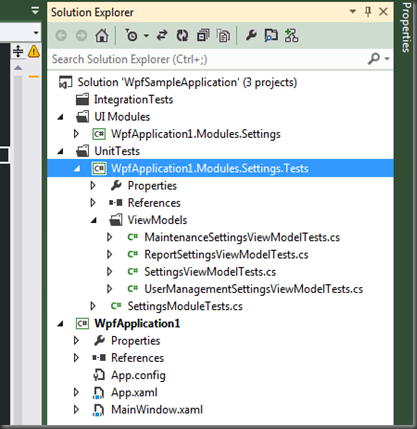 Solution Explorer
Properties
Search Solution Explorer (Ctrl+;)
Solution 'WpfSampleApplication' (3 projects)
IntegrationTests
UI Modules
C# WpfApplication1.Modules.Settings
UnitTests
C# WpfApplication1.Modules.Settings.Tests
Properties
References
ViewModels
C# MaintenanceSettingsViewModelTests.cs
C# ReportSettingsViewModelTests.cs
C# SettingsViewModelTests.cs
C# UserManagementSettingsViewModelTests.cs
C# SettingsModuleTests.cs
C# WpfApplication1
Properties
References
App.config
App.xaml
MainWindow.xaml